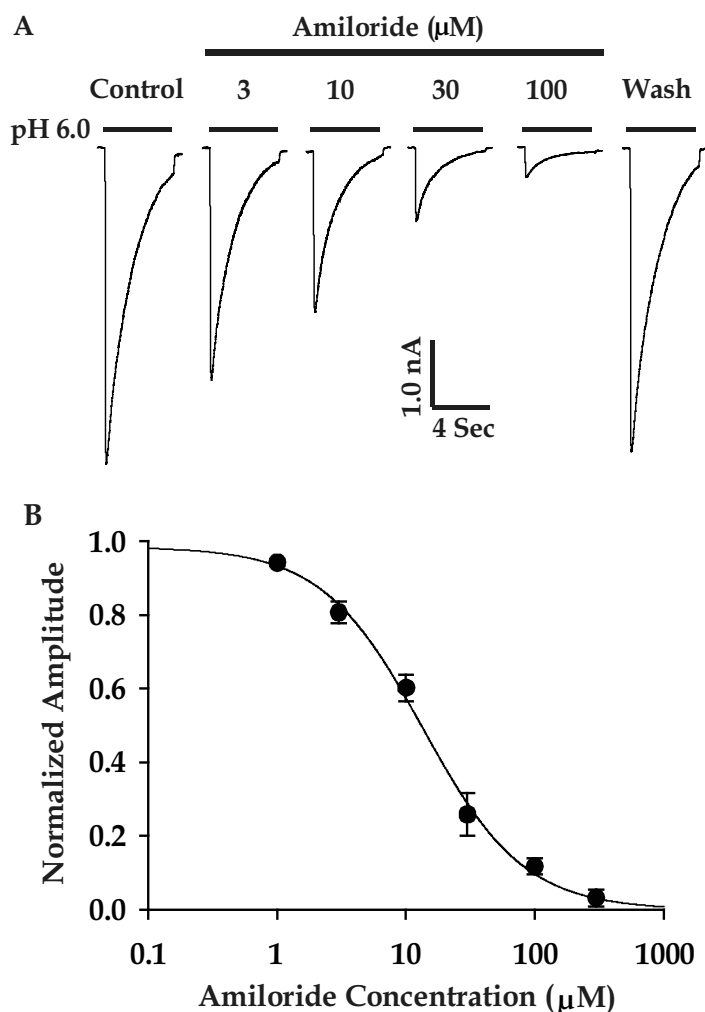 A
Amiloride (μM)
Control 3 10 30 100 Wash
pH 6.0
1.0 nA
4 Sec
B
Normalized Amplitude
1.0
0.8
0.6
0.4
0.2
0.0
0.1 1 10 100 1000
Amiloride Concentration (μM)